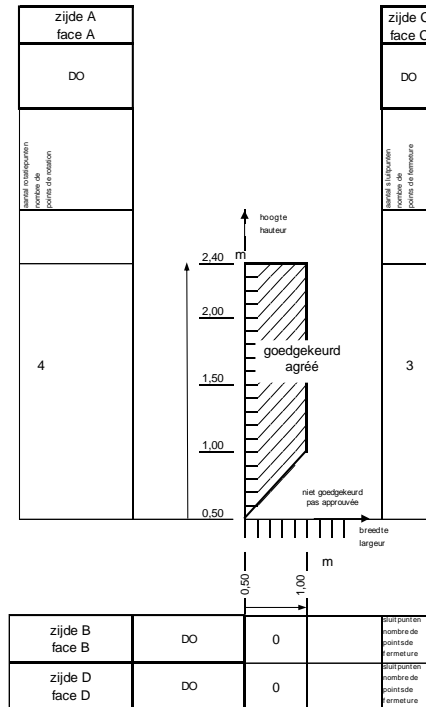 zijde A
face A
zijde C
face C
DO
DO
aantal rotatiepunten
nombre de
points de rotation
aantal sluitpunten
nombre de
points de fermeture
hoogte
hauteur
m
2,40
2,00
1,50
1,00
0,50
4
goedgekeurd
agréé
3
niet goedgekeurd
pas approuvée
breedte
largeur
m
0,50
1,00
zijde B
face B
DO
0
sluitpunten
nombre de
points de
fermeture
zijde D
face D
DO
0
sluitpunten
nombre de
points de
fermeture